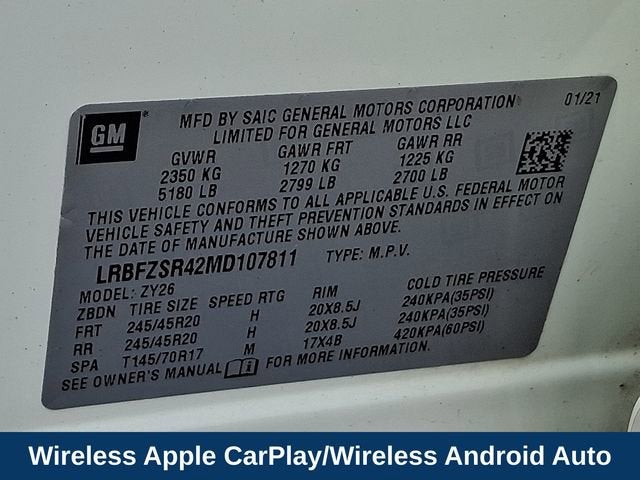 GM
MFD BY SAIC GENERAL MOTORS CORPORATION 01/21
LIMITED FOR GENERAL MOTORS LLC
GVWR GAWR FRT GAWR RR
2350 KG 1270 KG 1225 KG
5180 LB 2799 LB 2700 LB
THIS VEHICLE CONFORMS TO ALL APPLICABLE U.S. FEDERAL MOTOR
VEHICLE SAFETY AND THEFT PREVENTION STANDARDS IN EFFECT ON
THE DATE OF MANUFACTURE SHOWN ABOVE.
LRBFZSR42MD107811 TYPE: M.P.V.
MODEL: ZY26
ZBDN TIRE SIZE SPEED RTG RIM COLD TIRE PRESSURE
FRT 245/45R20 H 20X8.5J 240KPA(35PSI)
RR 245/45R20 H 20X8.5J 240KPA(35PSI)
SPA T145/70R17 M 17X4B 420KPA(60PSI)
SEE OWNER'S MANUAL FOR MORE INFORMATION.
Wireless Apple CarPlay/Wireless Android Auto